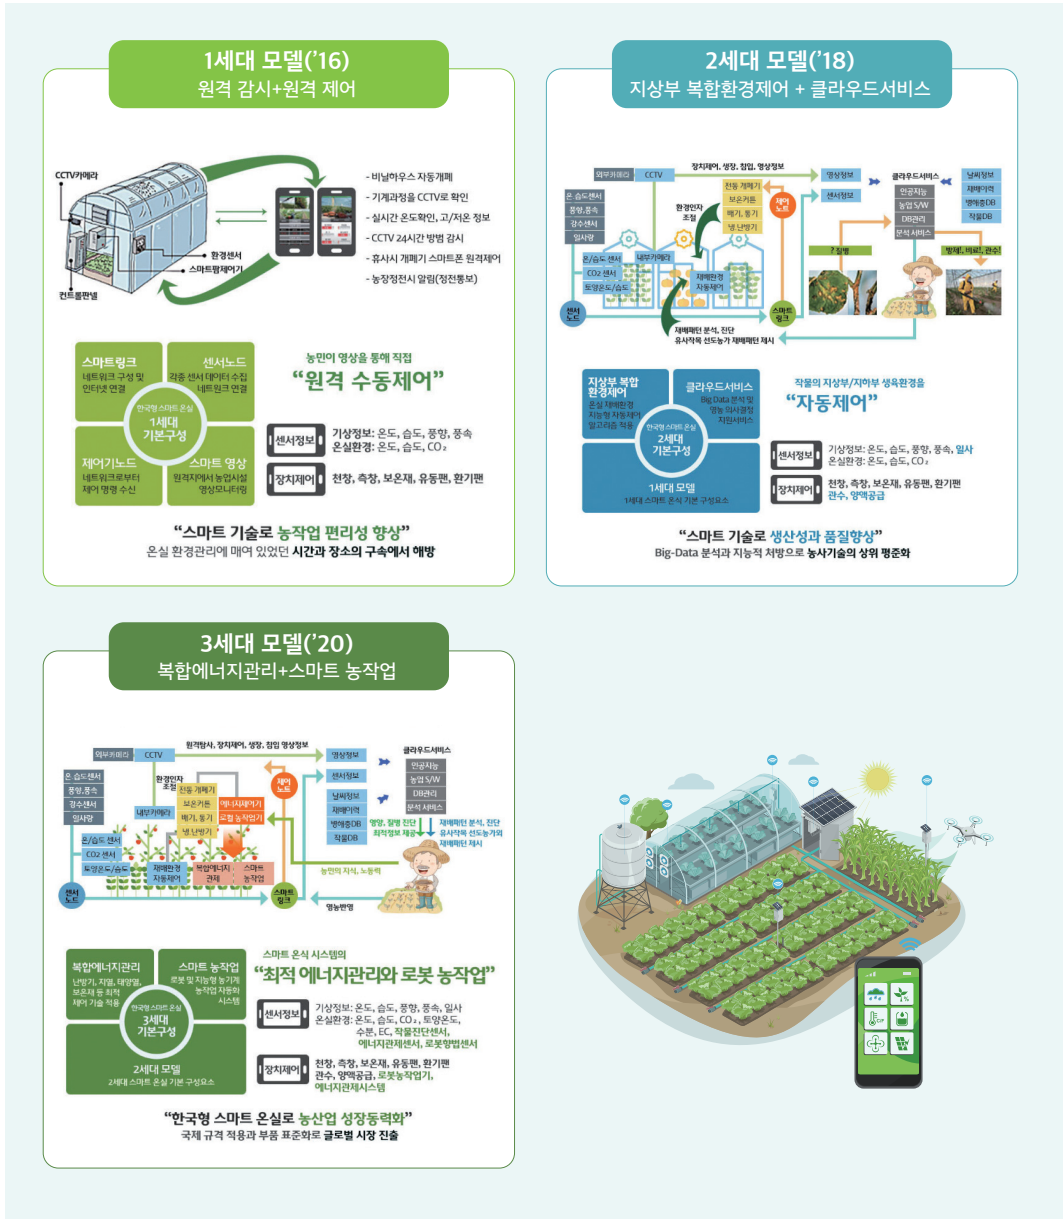 1세대 모델('16)
원격 감시+원격 제어
CCTV카메라
환경센서
스마트팜제어기
컨트롤판넬
- 비닐하우스 자동개폐
- 기계과정을 CCTV로 확인
- 실시간 온도확인, 고/저온 경보
- CCTV 24시간 방범 감시
- 휴사시 개폐기 스마트폰 원격제어
- 농장정전시 알림(정전통보)
스마트링크
네트워크 구성 및
인터넷 연결
센서노드
각종 센서 데이터 수집
네트워크 연결
한국형 스마트 온실
1세대
기본구성
제어기노드
네트워크로부터
제어 명령 수신
스마트 영상
원격지에서 농업시설
영상모니터링
농민이 영상을 통해 직접
“원격 수동제어”
센서정보
기상정보: 온도, 습도, 풍향, 풍속
온실환경: 온도, 습도, CO₂
장치제어
천창, 측창, 보온재, 유동팬, 환기팬
“스마트 기술로 농작업 편리성 향상”
온실 환경관리에 매여 있었던 시간과 장소의 구속에서 해방
2세대 모델('18)
지상부 복합환경제어 + 클라우드서비스
장치제어, 생장, 침입, 영상정보
외부카메라
CCTV
온 습도센서
풍향,풍속
강수센서
일사량
온/습도 센서
CO2 센서
토양온도/습도
내부카메라
환경인자
조절
전동 개폐기
보온커튼
배기, 통기
냉.난방기
제어
노드
재배환경
자동제어
센서
노드
스마트
링크
재배패턴 분석, 진단
유사작목 선도농가 재배패턴 제시
영상정보
센서정보
클라우드서비스
인공지능
농업 S/W
DB관리
분석 서비스
날씨정보
재배이력
병해충DB
작물DB
? 질병
방제!, 비료!, 관수!
지상부 복합
환경제어
온실 재배환경
지능형 자동제어
알고리즘 적용
클라우드서비스
Big Data 분석 및
영농 의사결정
지원서비스
한국형 스마트 온실
2세대
기본구성
1세대 모델
1세대 스마트 온식 기본 구성요소
작물의 지상부/지하부 생육환경을
“자동제어”
센서정보
기상정보: 온도, 습도, 풍향, 풍속, 일사
온실환경: 온도, 습도, CO₂
장치제어
천창, 측창, 보온재, 유동팬, 환기팬
관수, 양액공급
“스마트 기술로 생산성과 품질향상”
Big-Data 분석과 지능적 처방으로 농사기술의 상위 평준화
3세대 모델('20)
복합에너지관리+스마트 농작업
원격탐사, 장치제어, 생장, 침입 영상정보
외부카메라
CCTV
온 습도센서
풍향,풍속
강수센서
일사량
온/습도 센서
CO2 센서
토양온도/습도
내부카메라
환경인자
조절
전동 개폐기
보온커튼
배기, 통기
냉.난방기
에너지제어기
로컬 농작업기
제어
노드
재배환경
자동제어
복합에너지
관제
스마트
농작업
센서
노드
스마트
링크
영상정보
센서정보
날씨정보
재배이력
병해충DB
작물DB
클라우드서비스
인공지능
농업 S/W
DB관리
분석 서비스
영양, 질병 진단
최적정보 제공
재배패턴 분석, 진단
유사작목 선도농가의
재배패턴 제시
농민의 지식, 노동력
영농반영
복합에너지관리
난방기, 지열, 태양열,
보온재 등 최적
제어 기술 적용
스마트 농작업
로봇 및 지능형 농기계
농작업 자동화
시스템
한국형 스마트 온실
3세대
기본구성
2세대 모델
2세대 스마트 온실 기본 구성요소
스마트 온식 시스템의
“최적 에너지관리와 로봇 농작업”
센서정보
기상정보: 온도, 습도, 풍향, 풍속, 일사
온실환경: 온도, 습도, CO₂, 토양온도,
수분, EC, 작물진단센서,
에너지관제센서, 로봇항법센서
장치제어
천창, 측창, 보온재, 유동팬, 환기팬
관수, 양액공급, 로봇농작업기,
에너지관제시스템
“한국형 스마트 온실로 농산업 성장동력화”
국제 규격 적용과 부품 표준화로 글로벌 시장 진출